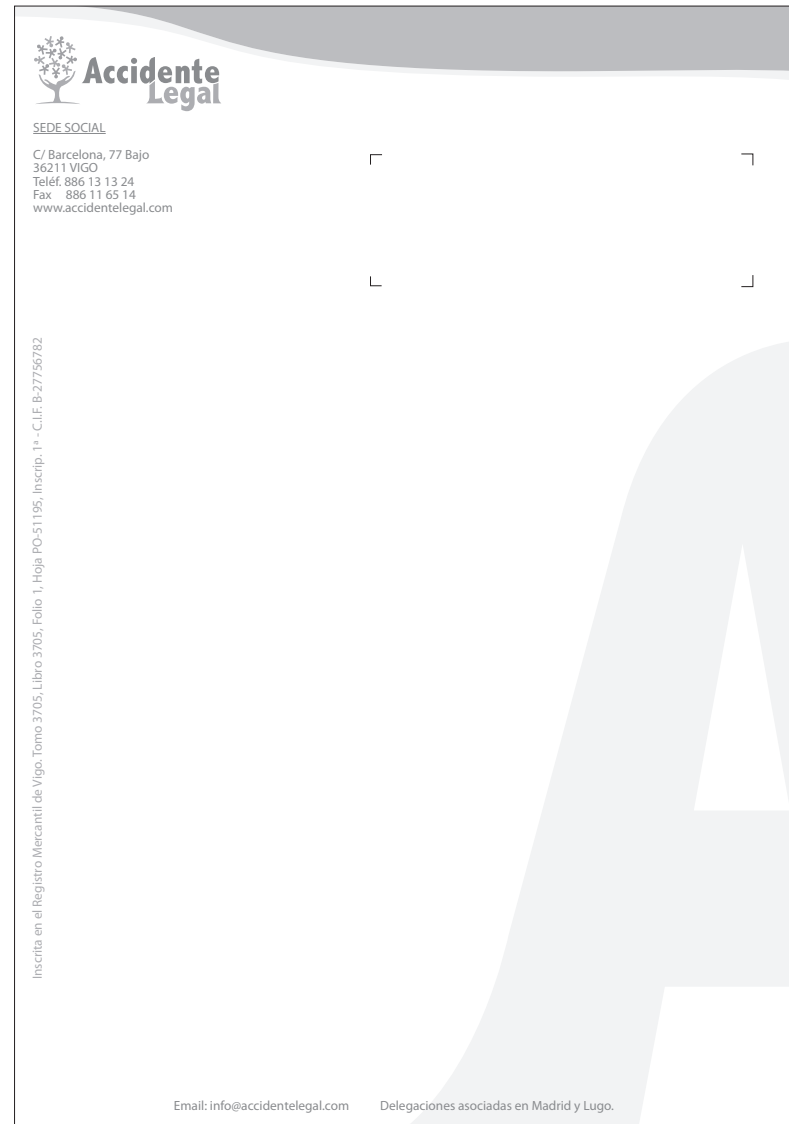 Accidente
Legal
SEDE SOCIAL
C/ Barcelona, 77 Bajo
36211 VIGO
Teléf. 886 13 13 24
Fax 886 11 65 14
www.accidentelegal.com
Inscrita en el Registro Mercantil de Vigo. Tomo 3705, Libro 3705, Folio 1, Hoja PO-51195, Inscrip. 1ª - C.I.F. B-27756782
Email: info@accidentelegal.com Delegaciones asociadas en Madrid y Lugo.